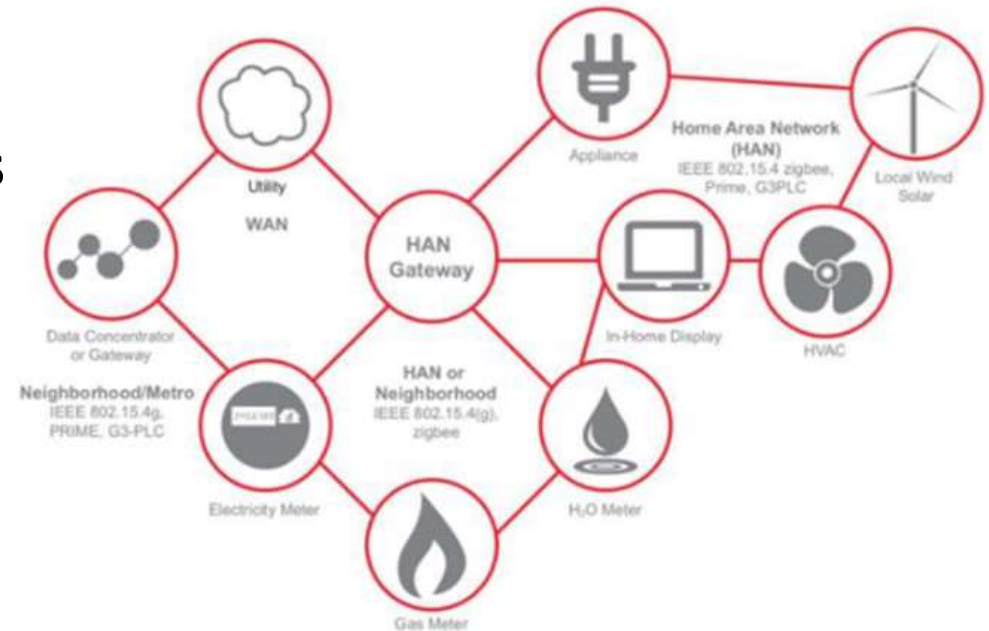 s
Appliance
Home Area Network
(HAN)
IEEE 802.15.4 zigbee,
Prime, G3PLC
Local Wind
Solar
Utility
WAN
HAN
Gateway
Data Concentrator
or Gateway
In-Home Display
HVAC
Neighborhood/Metro
IEEE 802.15.4g,
PRIME, G3-PLC
HAN or
Neighborhood
IEEE 802.15.4(g),
zigbee
Electricity Meter
H₂O Meter
Gas Meter